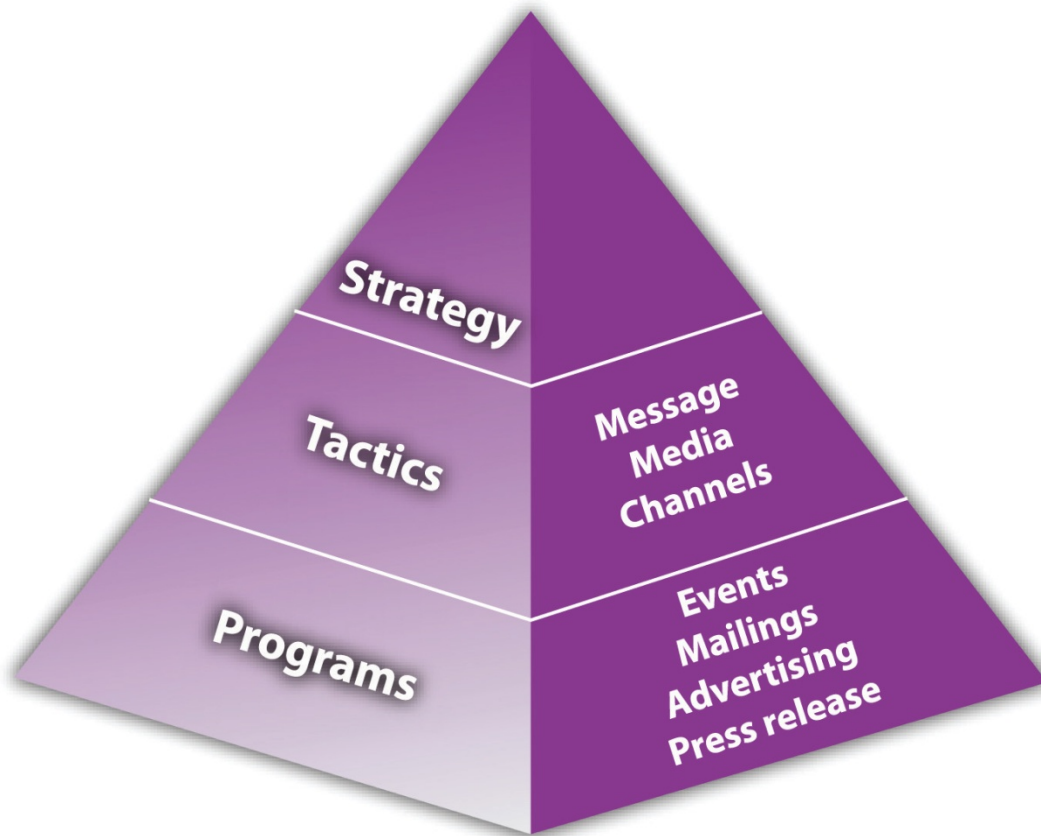 Strategy
Tactics
Message
Media
Channels
Programs
Events
Mailings
Advertising
Press release